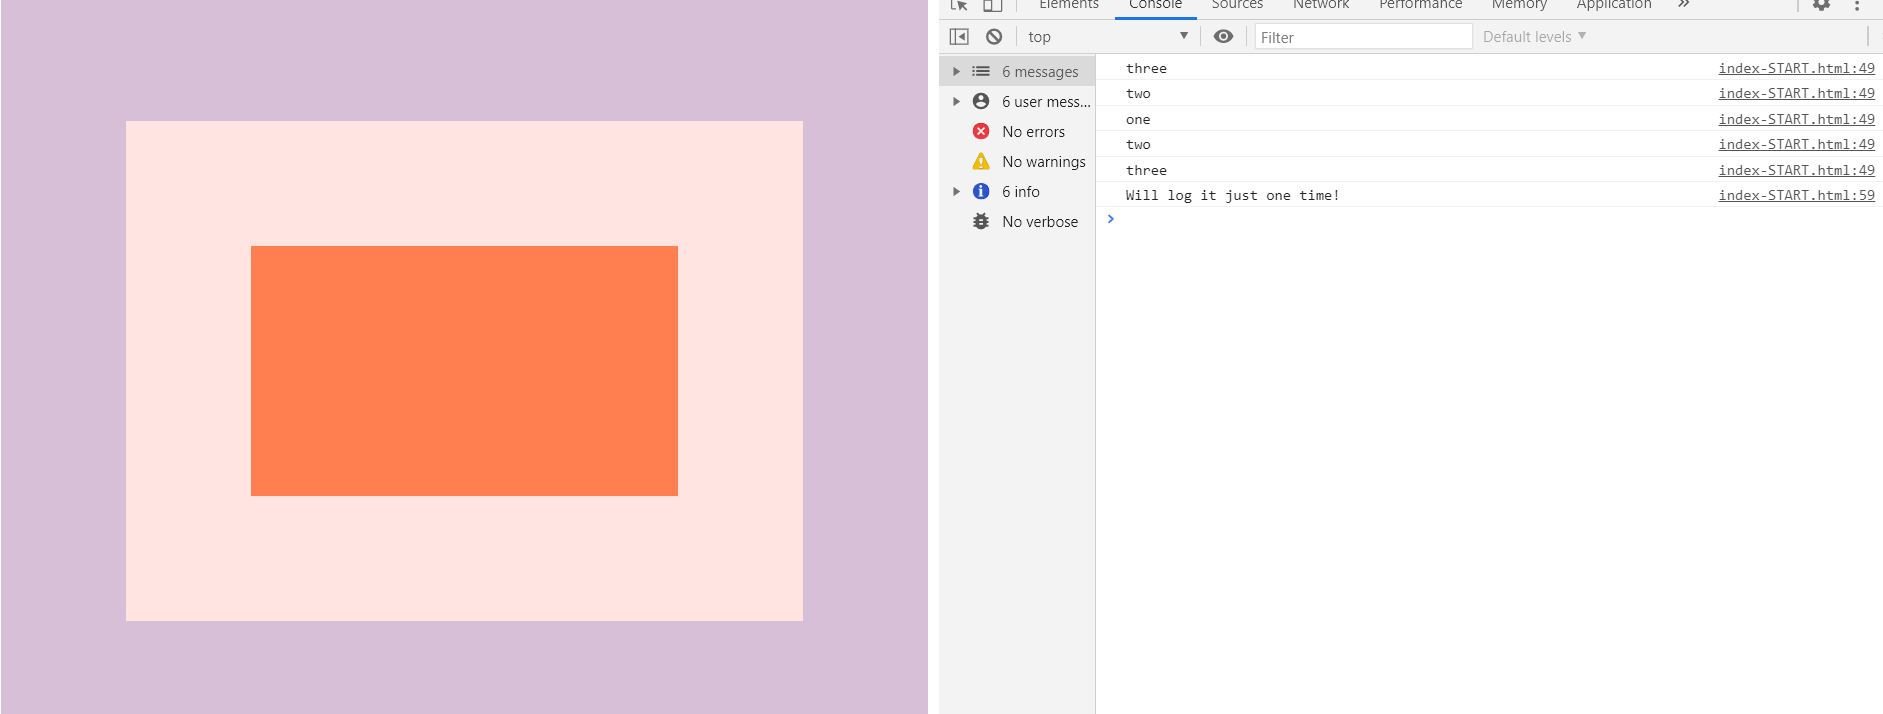 Elements Console Sources Network Performance Memory Application »
top Filter Default levels
6 messages
6 user mess...
No errors
No warnings
6 info
No verbose
three index-START.html:49
two index-START.html:49
one index-START.html:49
two index-START.html:49
three index-START.html:49
Will log it just one time! index-START.html:59
>